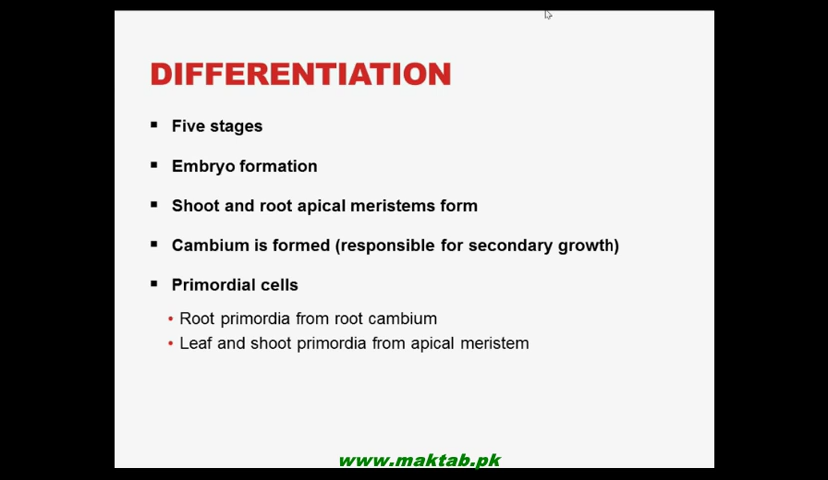 DIFFERENTIATION
▪ Five stages
▪ Embryo formation
▪ Shoot and root apical meristems form
▪ Cambium is formed (responsible for secondary growth)
▪ Primordial cells
• Root primordia from root cambium
• Leaf and shoot primordia from apical meristem
www.maktab.pk